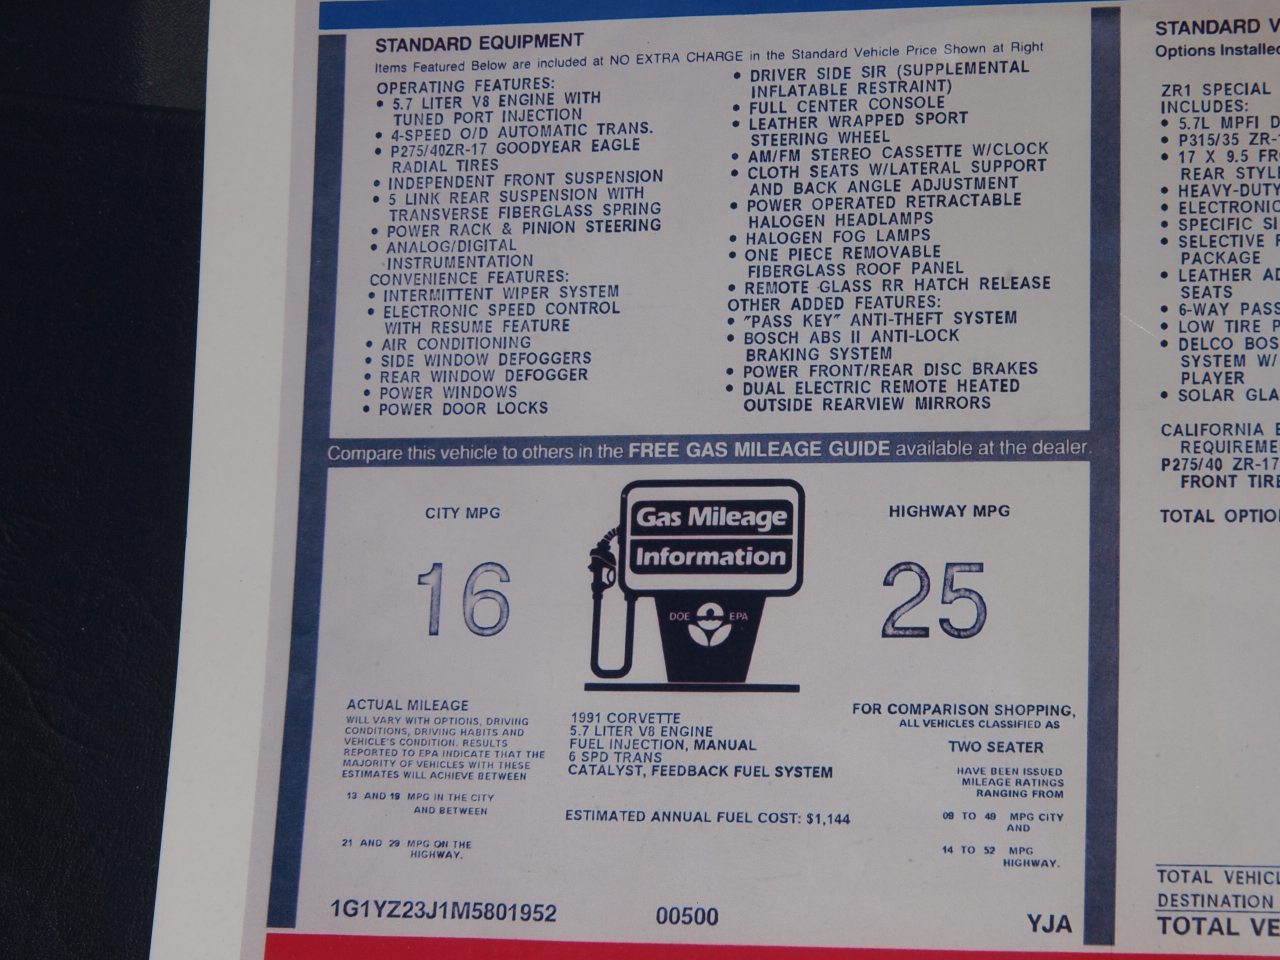 STANDARD EQUIPMENT
Items Featured Below are included at NO EXTRA CHARGE in the Standard Vehicle Price Shown at Right
OPERATING FEATURES:
• 5.7 LITER V8 ENGINE WITH
TUNED PORT INJECTION
• 4-SPEED O/D AUTOMATIC TRANS.
• P275/40ZR-17 GOODYEAR EAGLE
RADIAL TIRES
• INDEPENDENT FRONT SUSPENSION
• 5 LINK REAR SUSPENSION WITH
TRANSVERSE FIBERGLASS SPRING
• POWER RACK & PINION STEERING
• ANALOG/DIGITAL
INSTRUMENTATION
CONVENIENCE FEATURES:
• INTERMITTENT WIPER SYSTEM
• ELECTRONIC SPEED CONTROL
WITH RESUME FEATURE
• AIR CONDITIONING
• SIDE WINDOW DEFOGGERS
• REAR WINDOW DEFOGGER
• POWER WINDOWS
• POWER DOOR LOCKS
• DRIVER SIDE SIR (SUPPLEMENTAL
INFLATABLE RESTRAINT)
• FULL CENTER CONSOLE
• LEATHER WRAPPED SPORT
STEERING WHEEL
• AM/FM STEREO CASSETTE W/CLOCK
• CLOTH SEATS W/LATERAL SUPPORT
AND BACK ANGLE ADJUSTMENT
• POWER OPERATED RETRACTABLE
HALOGEN HEADLAMPS
• HALOGEN FOG LAMPS
• ONE PIECE REMOVABLE
FIBERGLASS ROOF PANEL
• REMOTE GLASS RR HATCH RELEASE
OTHER ADDED FEATURES:
• "PASS KEY" ANTI-THEFT SYSTEM
• BOSCH ABS II ANTI-LOCK
BRAKING SYSTEM
• POWER FRONT/REAR DISC BRAKES
• DUAL ELECTRIC REMOTE HEATED
OUTSIDE REARVIEW MIRRORS
Compare this vehicle to others in the FREE GAS MILEAGE GUIDE available at the dealer.
CITY MPG
16
Gas Mileage
Information
DOE EPA
HIGHWAY MPG
25
ACTUAL MILEAGE
WILL VARY WITH OPTIONS, DRIVING
CONDITIONS, DRIVING HABITS AND
VEHICLE'S CONDITION. RESULTS
REPORTED TO EPA INDICATE THAT THE
MAJORITY OF VEHICLES WITH THESE
ESTIMATES WILL ACHIEVE BETWEEN
13 AND 19 MPG IN THE CITY
AND BETWEEN
21 AND 29 MPG ON THE
HIGHWAY.
1991 CORVETTE
5.7 LITER V8 ENGINE
FUEL INJECTION, MANUAL
6 SPD TRANS
CATALYST, FEEDBACK FUEL SYSTEM
ESTIMATED ANNUAL FUEL COST: $1,144
FOR COMPARISON SHOPPING,
ALL VEHICLES CLASSIFIED AS
TWO SEATER
HAVE BEEN ISSUED
MILEAGE RATINGS
RANGING FROM
09 TO 49 MPG CITY
AND
14 TO 52 MPG
HIGHWAY.
1G1YZ23J1M5801952 00500 YJA
STANDARD V
Options Installed
ZR1 SPECIAL
INCLUDES:
• 5.7L MPFI D
• P315/35 ZR-
• 17 X 9.5 FRO
REAR STYLE
• HEAVY-DUTY
• ELECTRONIC
• SPECIFIC SI
• SELECTIVE
PACKAGE
• LEATHER AD
SEATS
• 6-WAY PASS
• LOW TIRE P
• DELCO BOS
SYSTEM W/
PLAYER
• SOLAR GLA
CALIFORNIA E
REQUIREME
P275/40 ZR-17
FRONT TIRE
TOTAL OPTIO
TOTAL VEHICL
DESTINATION
TOTAL VE